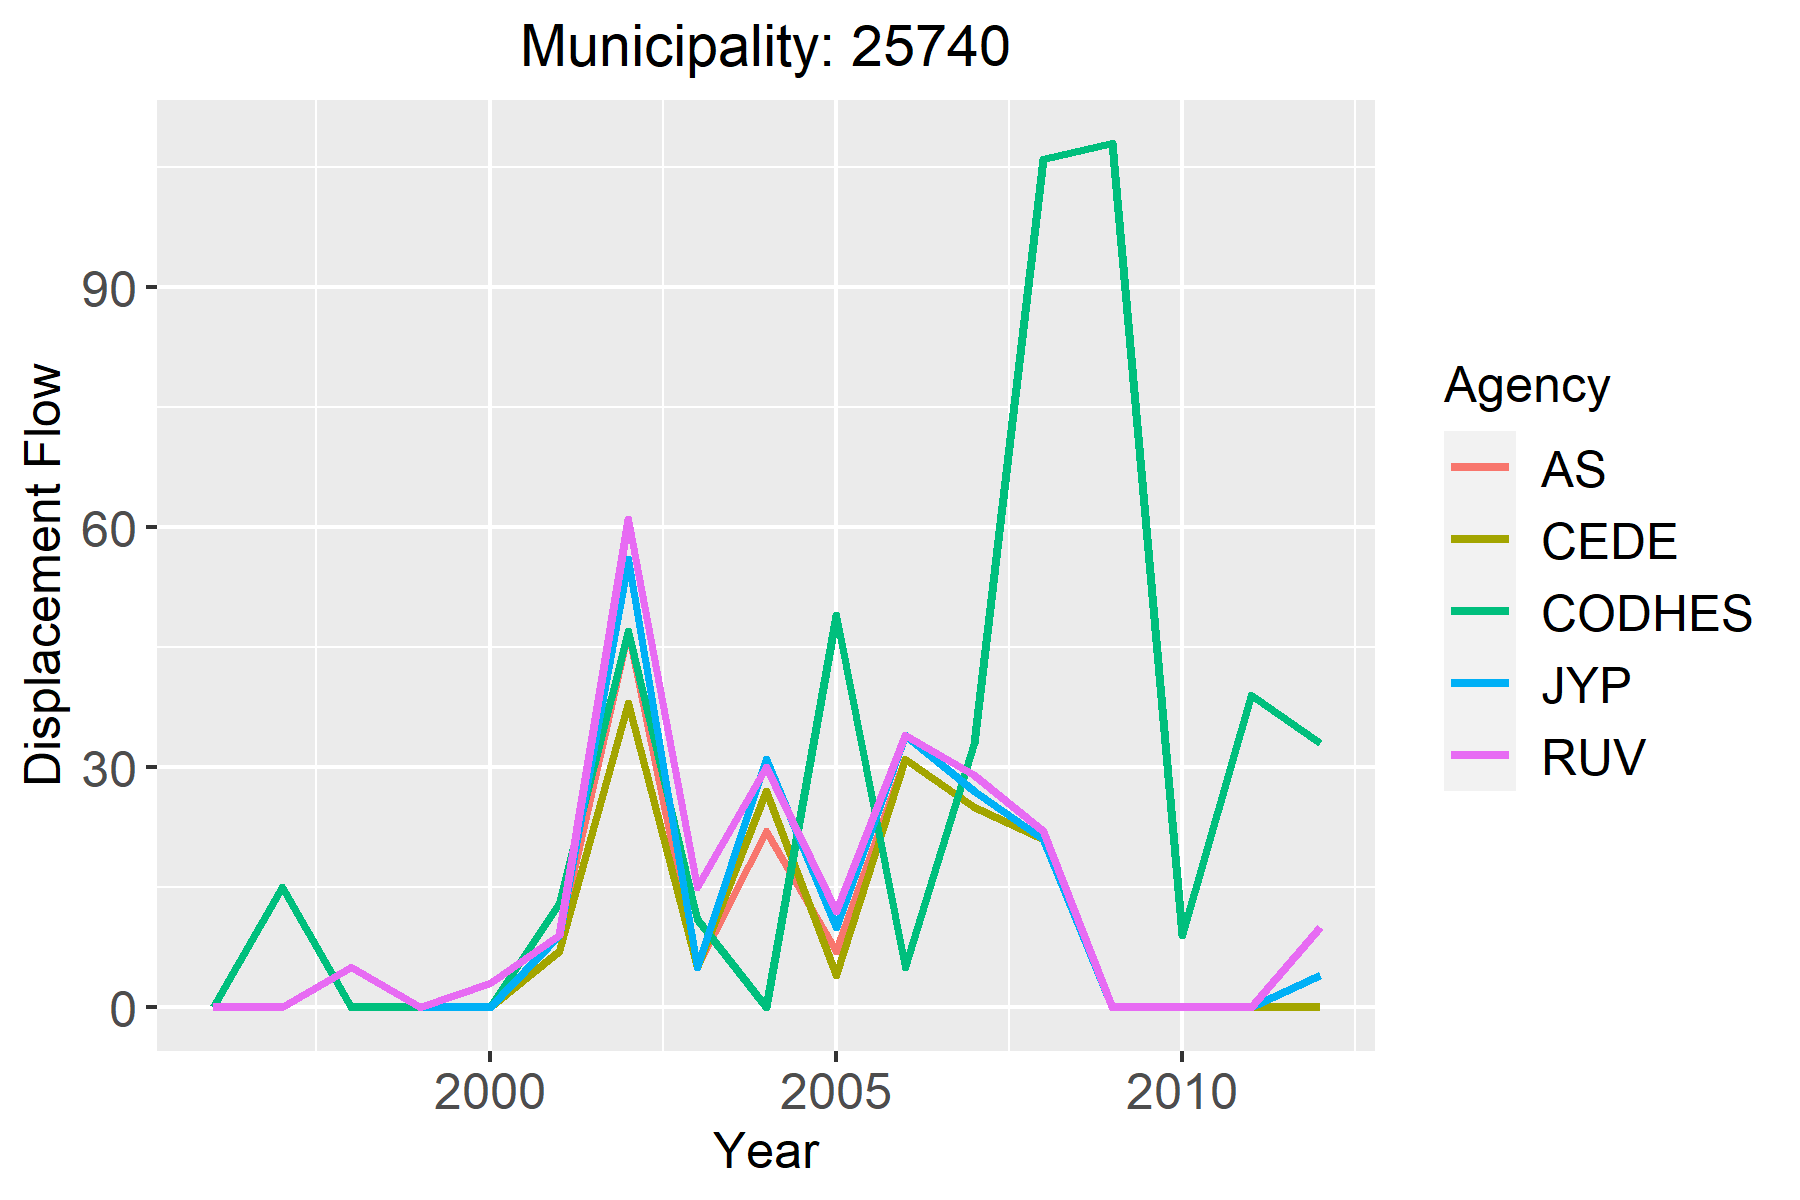 Municipality: 25740
Displacement Flow
90
60
30
0
2000 2005 2010
Year
Agency
AS
CEDE
CODHES
JYP
RUV